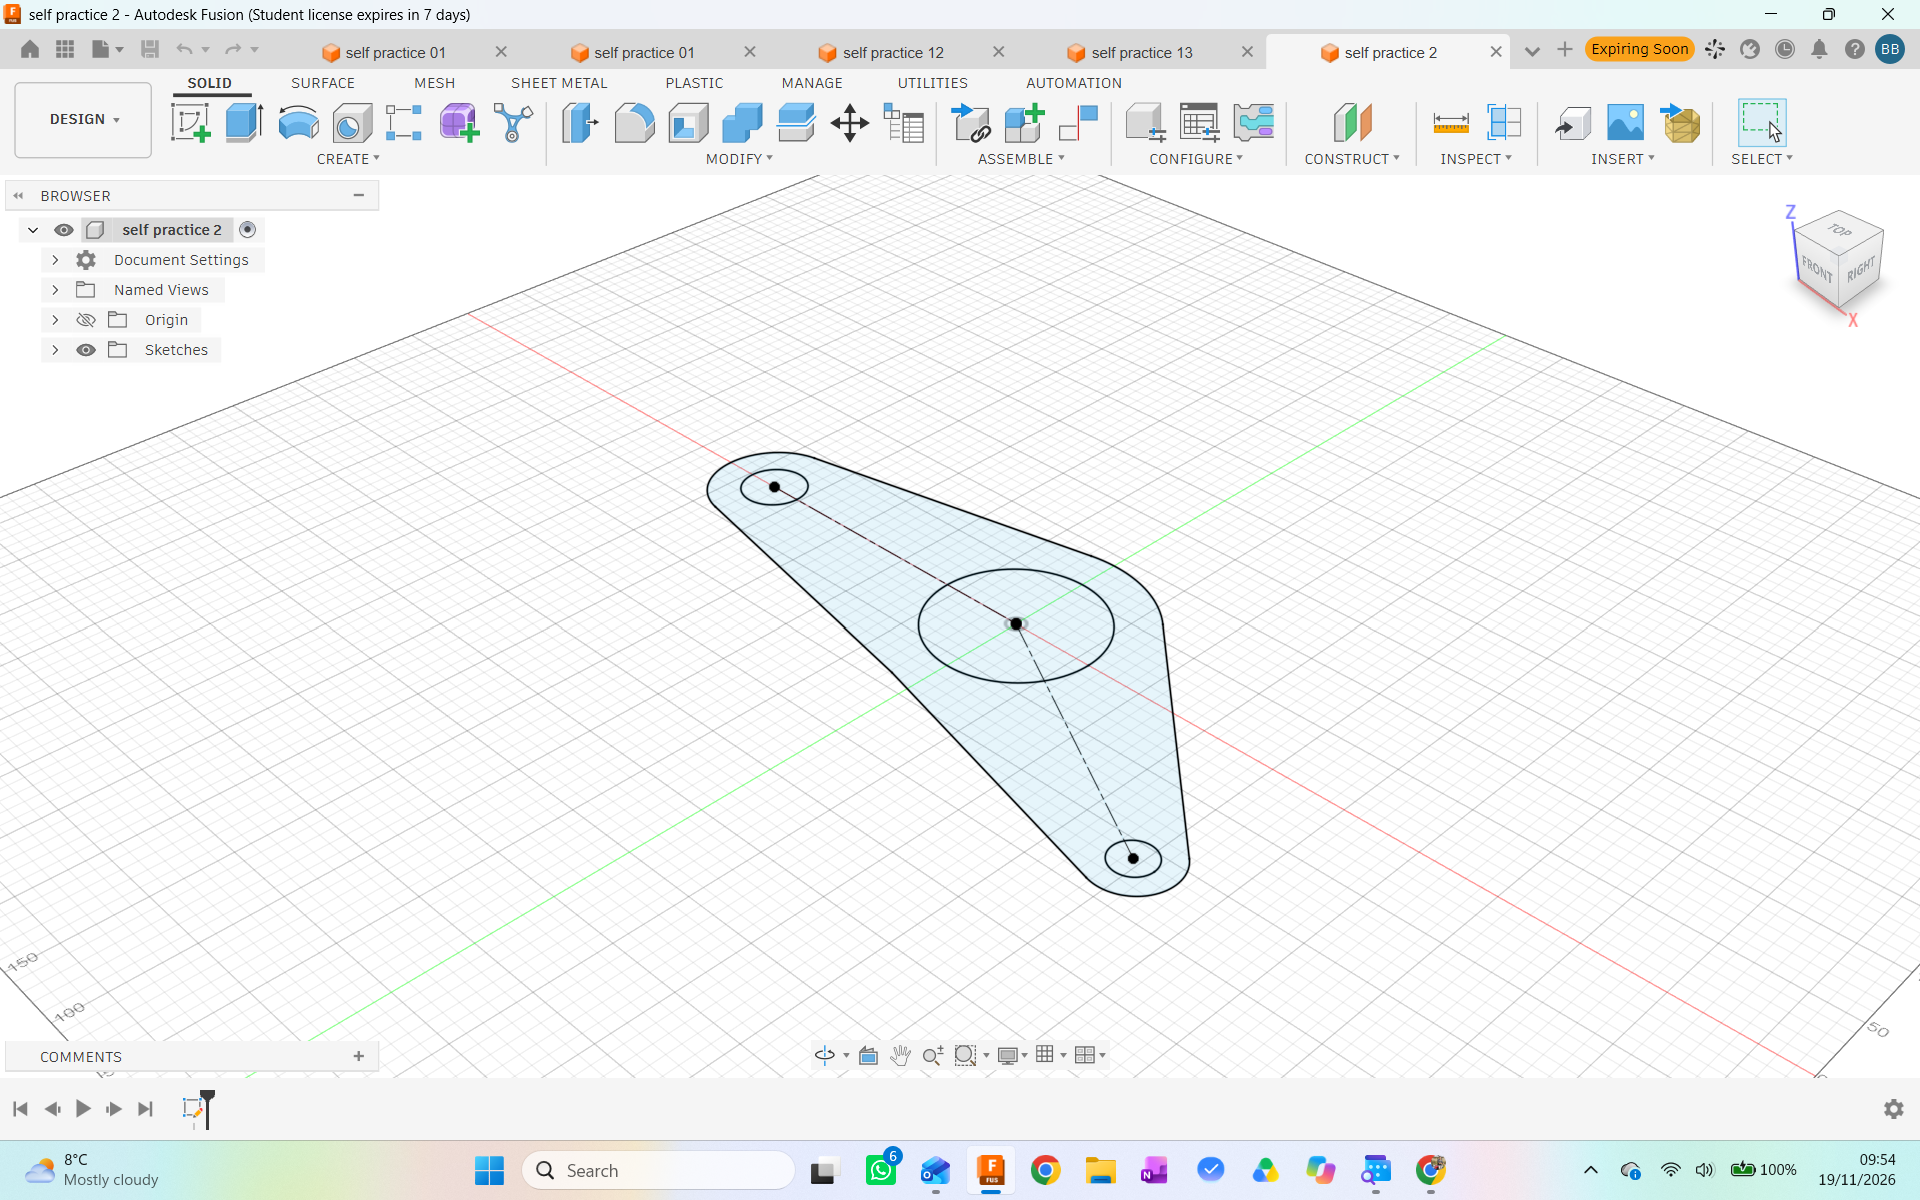 self practice 2 - Autodesk Fusion (Student license expires in 7 days)
self practice 01
self practice 01
self practice 12
self practice 13
self practice 2
Expiring Soon
BB
SOLID
SURFACE
MESH
SHEET METAL
PLASTIC
MANAGE
UTILITIES
AUTOMATION
DESIGN
CREATE
MODIFY
ASSEMBLE
CONFIGURE
CONSTRUCT
INSPECT
INSERT
SELECT
BROWSER
self practice 2
Document Settings
Named Views
Origin
Sketches
Z
TOP
FRONT
RIGHT
X
150
100
50
COMMENTS
8°C
Mostly cloudy
Search
6
FUS
100%
09:54
19/11/2026